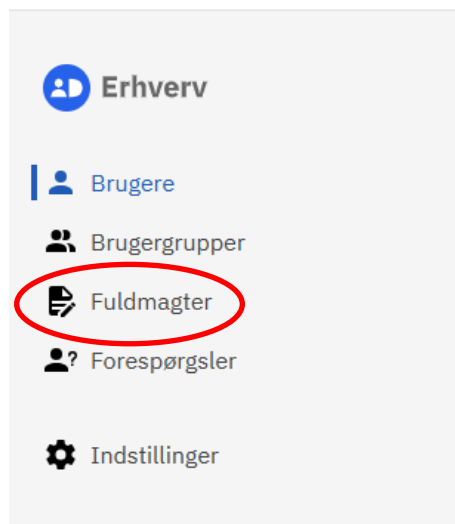 Erhverv
Brugere
Brugergrupper
Fuldmagter
Forespørgsler
Indstillinger